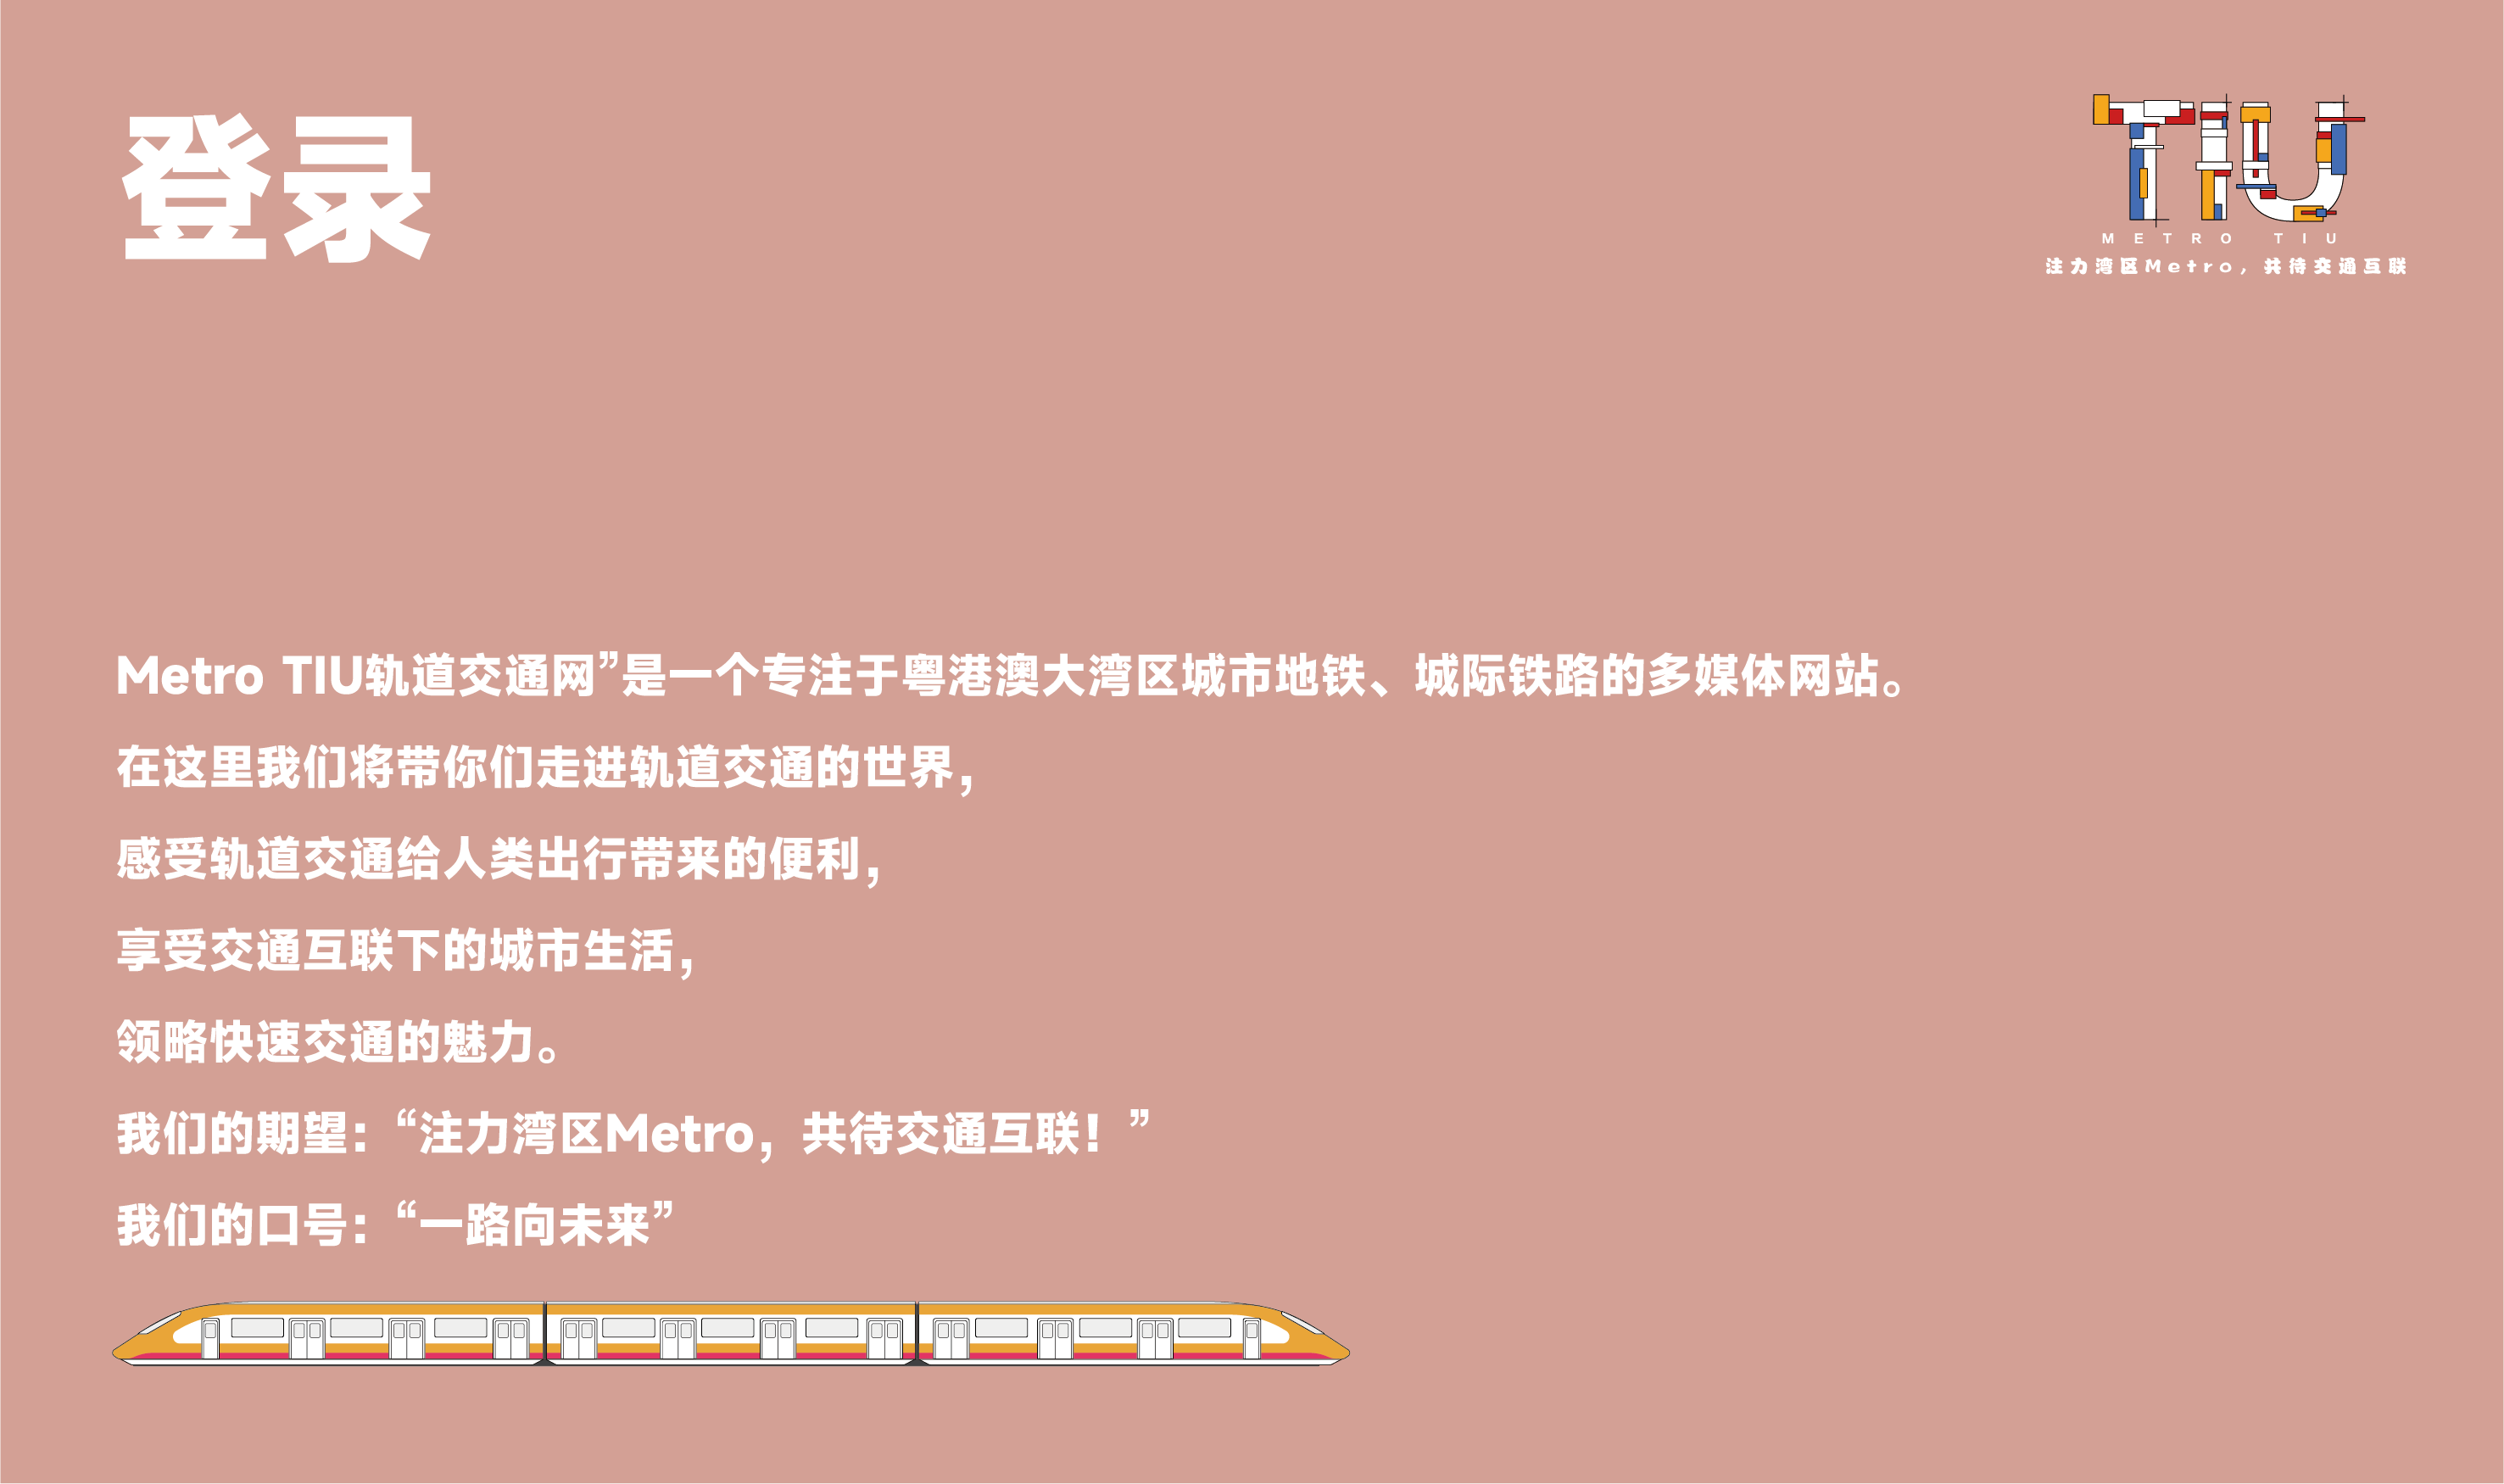 登录
TIU
METRO TIU
注力湾区Metro，共待交通互联
Metro TIU轨道交通网”是一个专注于粤港澳大湾区城市地铁、城际铁路的多媒体网站。
在这里我们将带你们走进轨道交通的世界，
感受轨道交通给人类出行带来的便利，
享受交通互联下的城市生活，
领略快速交通的魅力。
我们的期望：“注力湾区Metro，共待交通互联！”
我们的口号：“一路向未来”